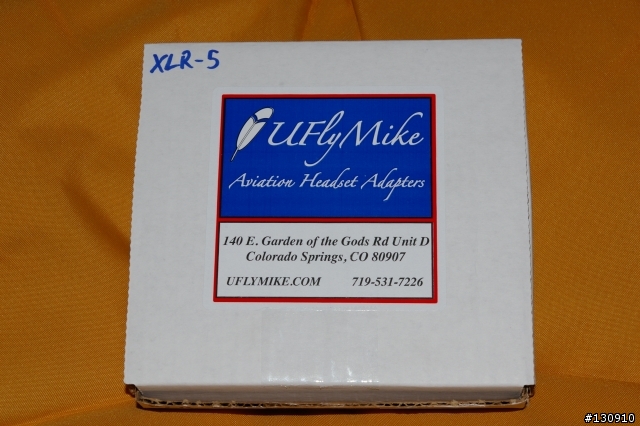 XLR-5
UFlyMike
Aviation Headset Adapters
140 E. Garden of the Gods Rd Unit D
Colorado Springs, CO 80907
UFLYMIKE.COM 719-531-7226
#130910